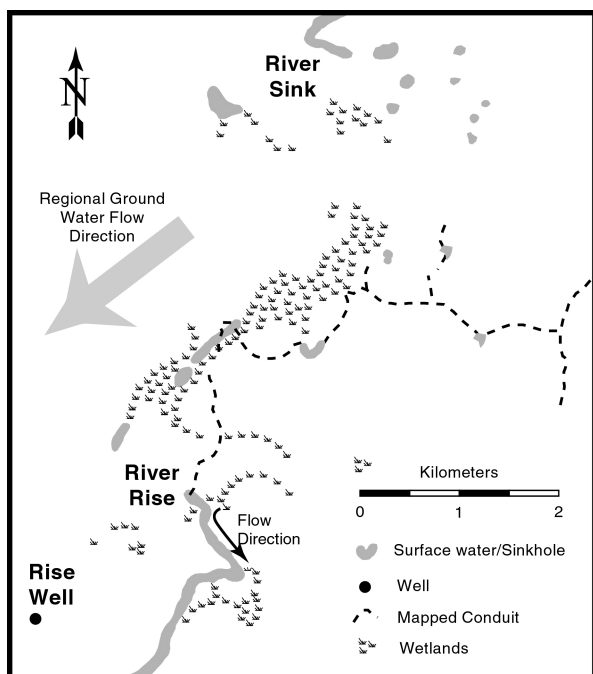 River
Sink
N
Regional Ground
Water Flow
Direction
River
Rise
Flow
Direction
Rise
Well
Kilometers
0 1 2
Surface water/Sinkhole
Well
Mapped Conduit
Wetlands